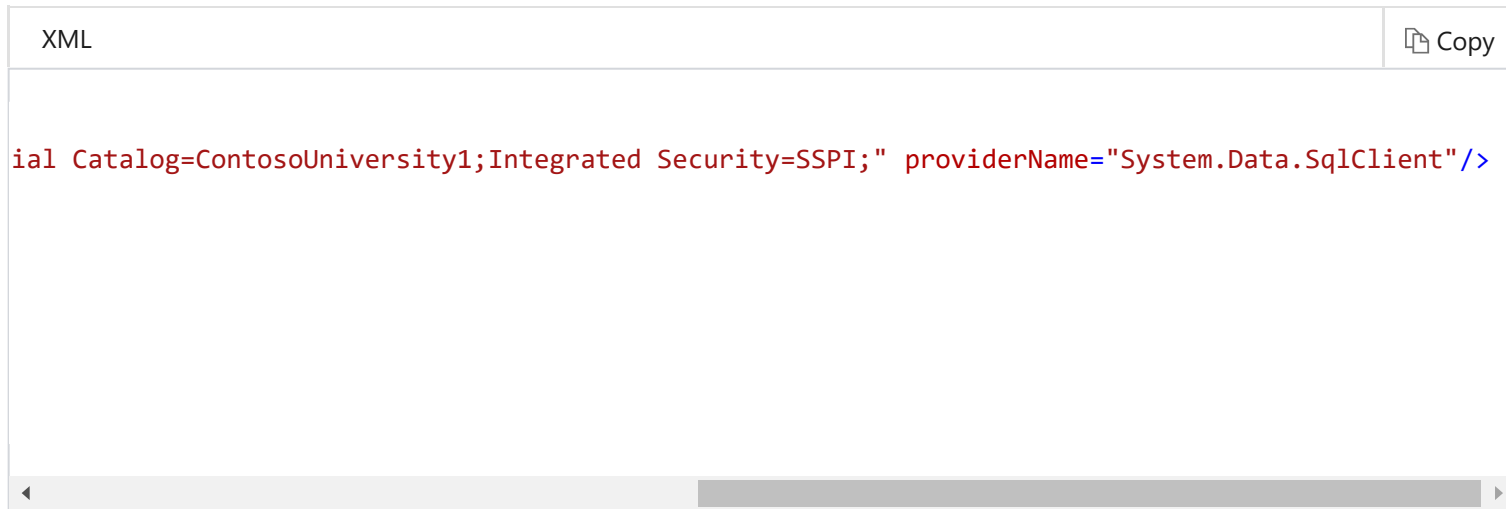 XML
Copy
ial Catalog=ContosoUniversity1;Integrated Security=SSPI;" providerName="System.Data.SqlClient"/>